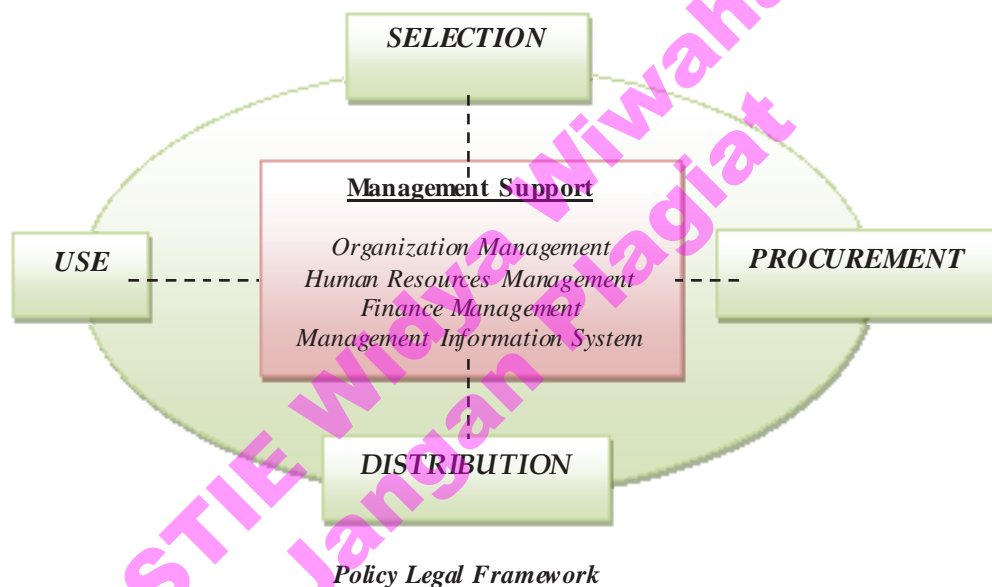 SELECTION
Management Support
Organization Management
Human Resources Management
Finance Management
Management Information System
USE
PROCUREMENT
DISTRIBUTION
Policy Legal Framework
STIE Widya Wiwaha
Jangan Plagiat